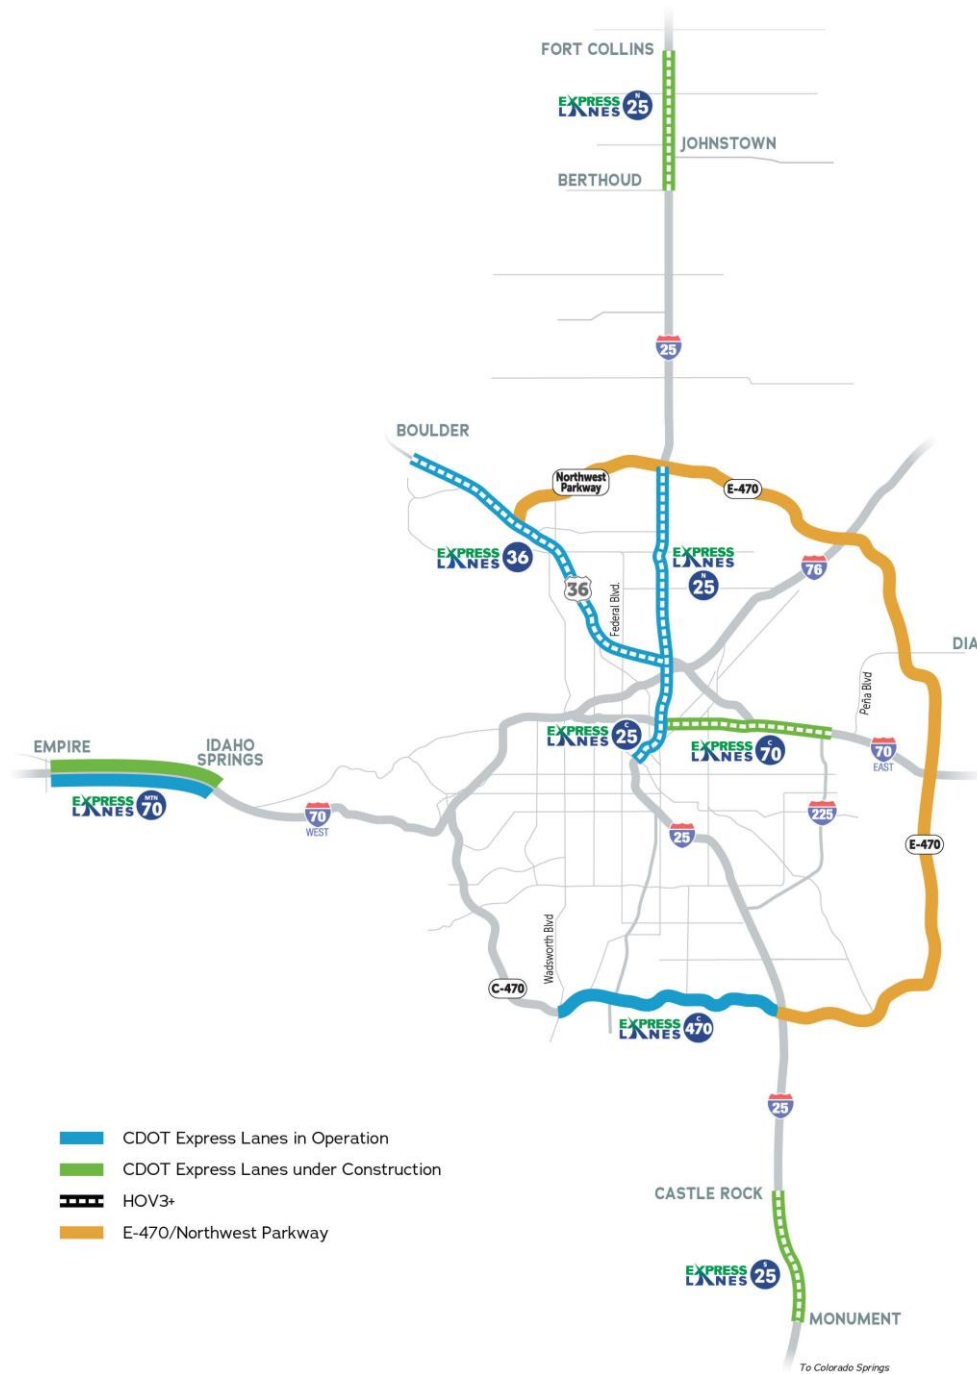 FORT COLLINS
EXPRESS
LANES
N
25
JOHNSTOWN
BERTHOUD
25
BOULDER
Northwest
Parkway
E-470
EXPRESS
LANES
36
36
Federal Blvd.
EXPRESS
LANES
N
25
76
DIA
Peña Blvd
EXPRESS
LANES
C
25
EXPRESS
LANES
C
70
70
EAST
EMPIRE
IDAHO
SPRINGS
EXPRESS
LANES
MTN
70
70
WEST
225
25
E-470
Wadsworth Blvd
C-470
EXPRESS
LANES
C
470
25
CDOT Express Lanes in Operation
CDOT Express Lanes under Construction
HOV3+
E-470/Northwest Parkway
CASTLE ROCK
EXPRESS
LANES
S
25
MONUMENT
To Colorado Springs